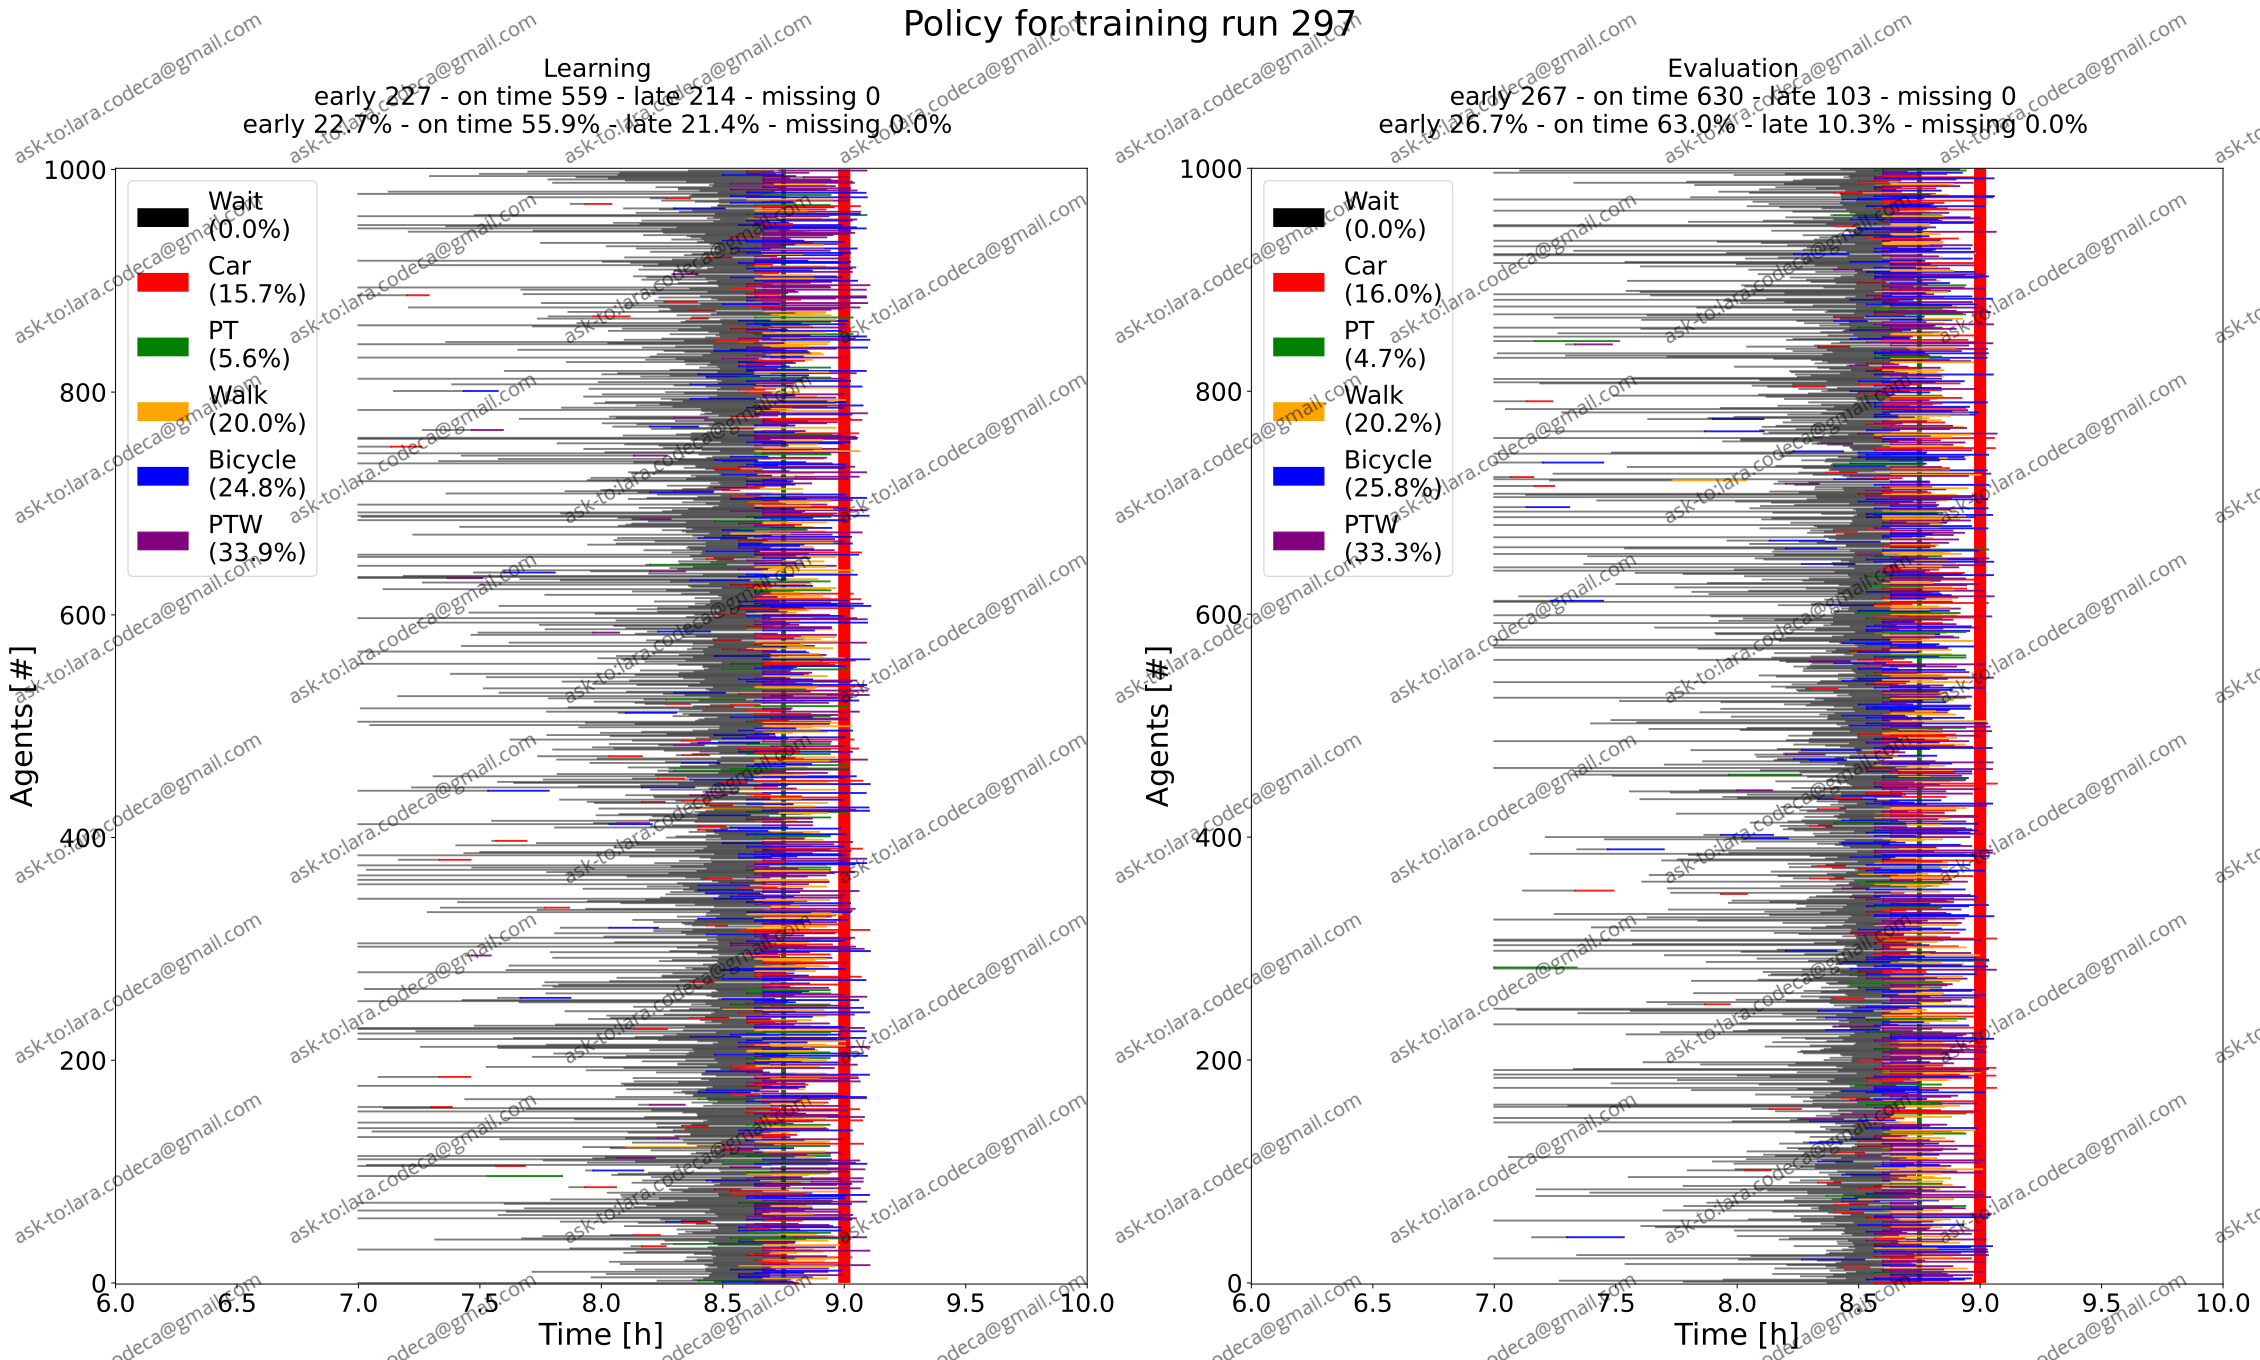 Policy for training run 297
Learning
early 227 - on time 559 - late 214 - missing 0
early 22.7% - on time 55.9% - late 21.4% - missing 0.0%
Evaluation
early 267 - on time 630 - late 103 - missing 0
early 26.7% - on time 63.0% - late 10.3% - missing 0.0%
Agents [#]
1000
800
600
400
200
0
Wait
(0.0%)
Car
(15.7%)
PT
(5.6%)
Walk
(20.0%)
Bicycle
(24.8%)
PTW
(33.9%)
6.0 6.5 7.0 7.5 8.0 8.5 9.0 9.5 10.0
Time [h]
Agents [#]
1000
800
600
400
200
0
Wait
(0.0%)
Car
(16.0%)
PT
(4.7%)
Walk
(20.2%)
Bicycle
(25.8%)
PTW
(33.3%)
6.0 6.5 7.0 7.5 8.0 8.5 9.0 9.5 10.0
Time [h]
ask-to:lara.codeca@gmail.com